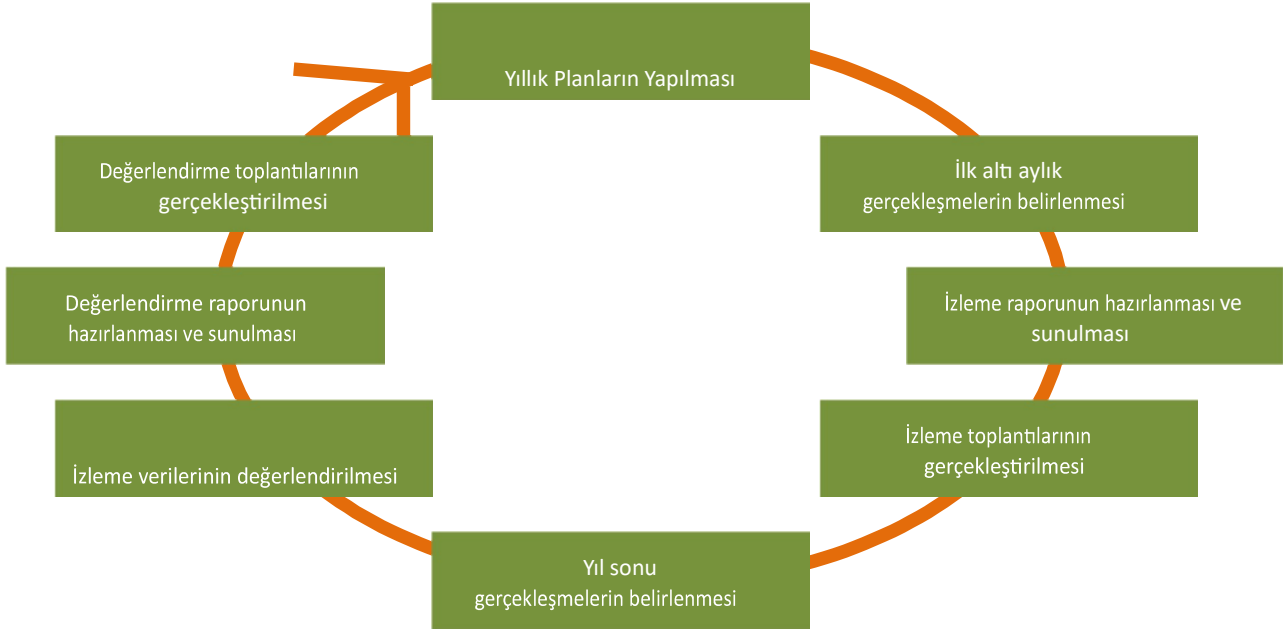 Yıllık Planların Yapılması
İlk altı aylık
gerçekleşmelerin belirlenmesi
İzleme raporunun hazırlanması ve
sunulması
İzleme toplantılarının
gerçekleştirilmesi
Yıl sonu
gerçekleşmelerin belirlenmesi
İzleme verilerinin değerlendirilmesi
Değerlendirme raporunun
hazırlanması ve sunulması
Değerlendirme toplantılarının
gerçekleştirilmesi